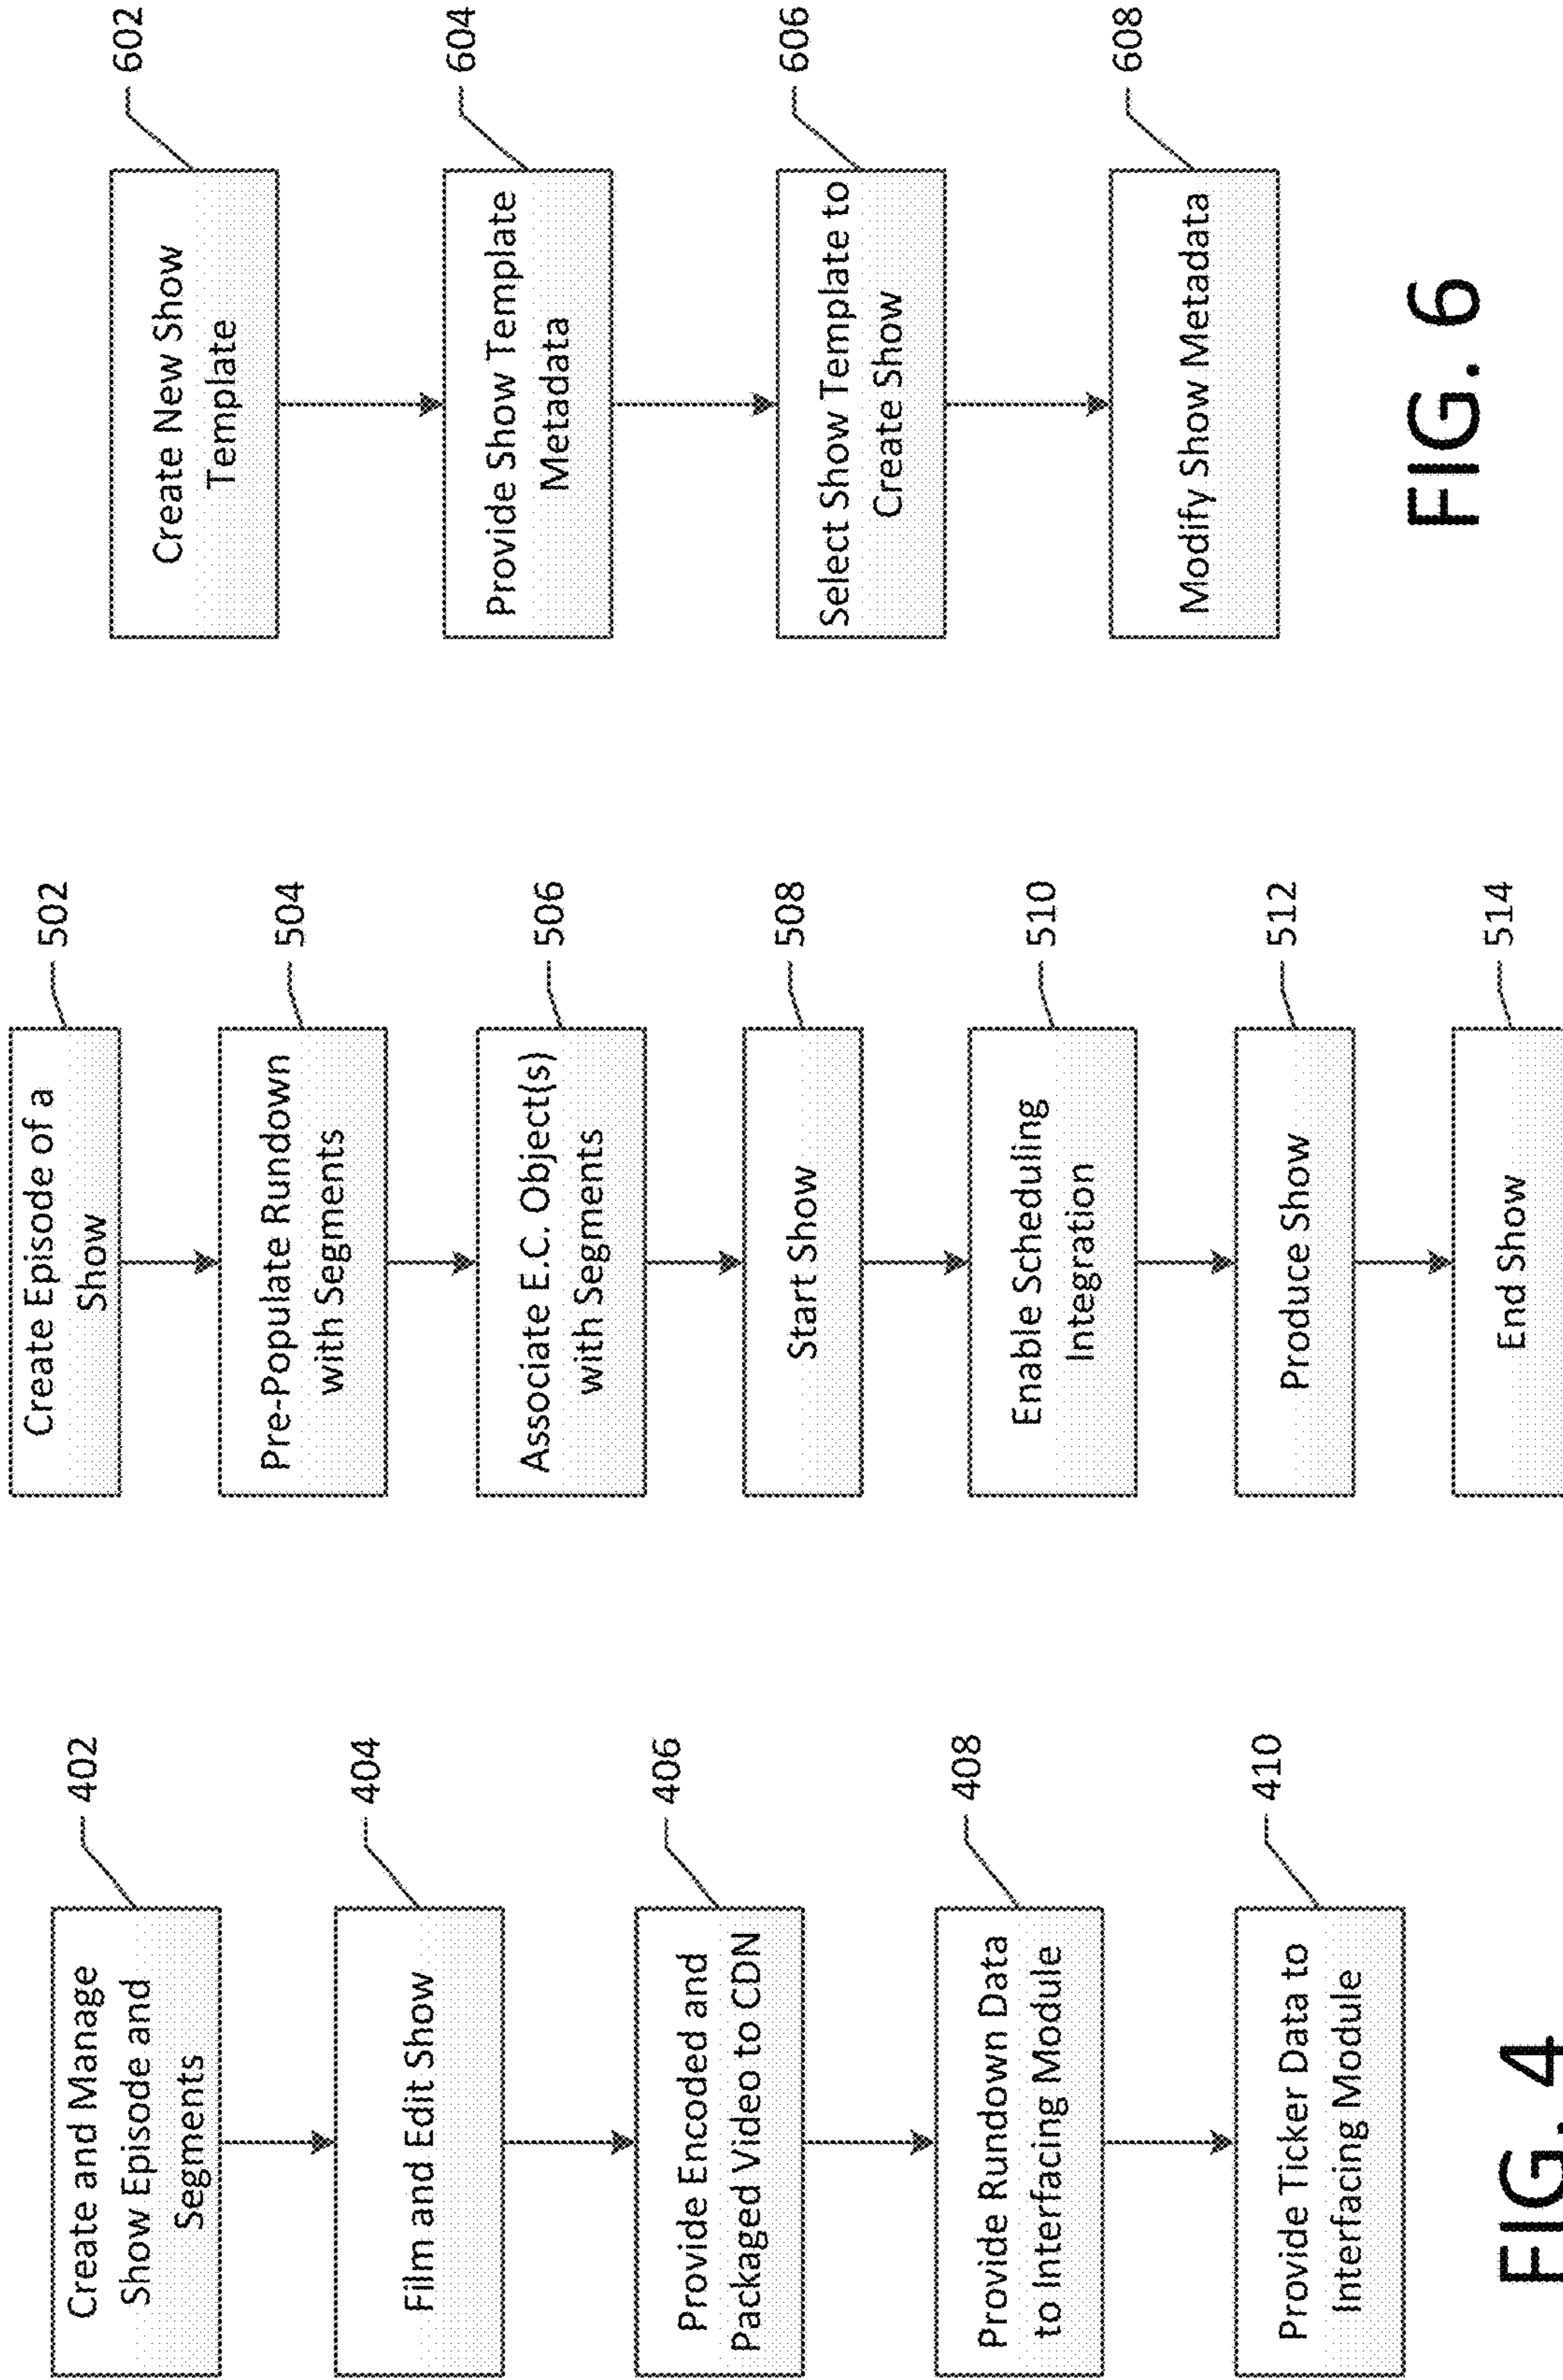 Create and Manage
Show Episode and
Segments
402
Film and Edit Show
404
Provide Encoded and
Packaged Video to CDN
406
Provide Rundown Data
to Interfacing Module
408
Provide Ticker Data to
Interfacing Module
410
FIG. 4
Create Episode of a
Show
502
Pre-Populate Rundown
with Segments
504
Associate E.C. Object(s)
with Segments
506
Start Show
508
Enable Scheduling
Integration
510
Produce Show
512
End Show
514
Create New Show
Template
602
Provide Show Template
Metadata
604
Select Show Template to
Create Show
606
Modify Show Metadata
608
FIG. 6